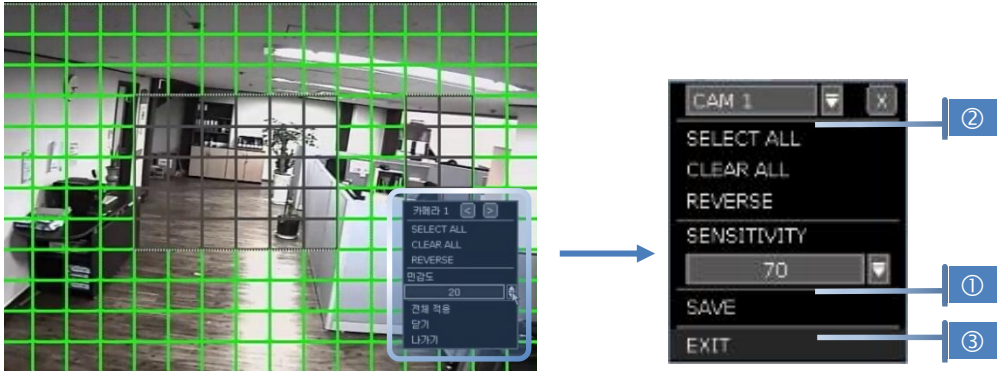 카메라 1 < >
SELECT ALL
CLEAR ALL
REVERSE
민감도
20
전체 적용
닫기
나가기
CAM 1 X
②
SELECT ALL
CLEAR ALL
REVERSE
SENSITIVITY
70
①
SAVE
③
EXIT